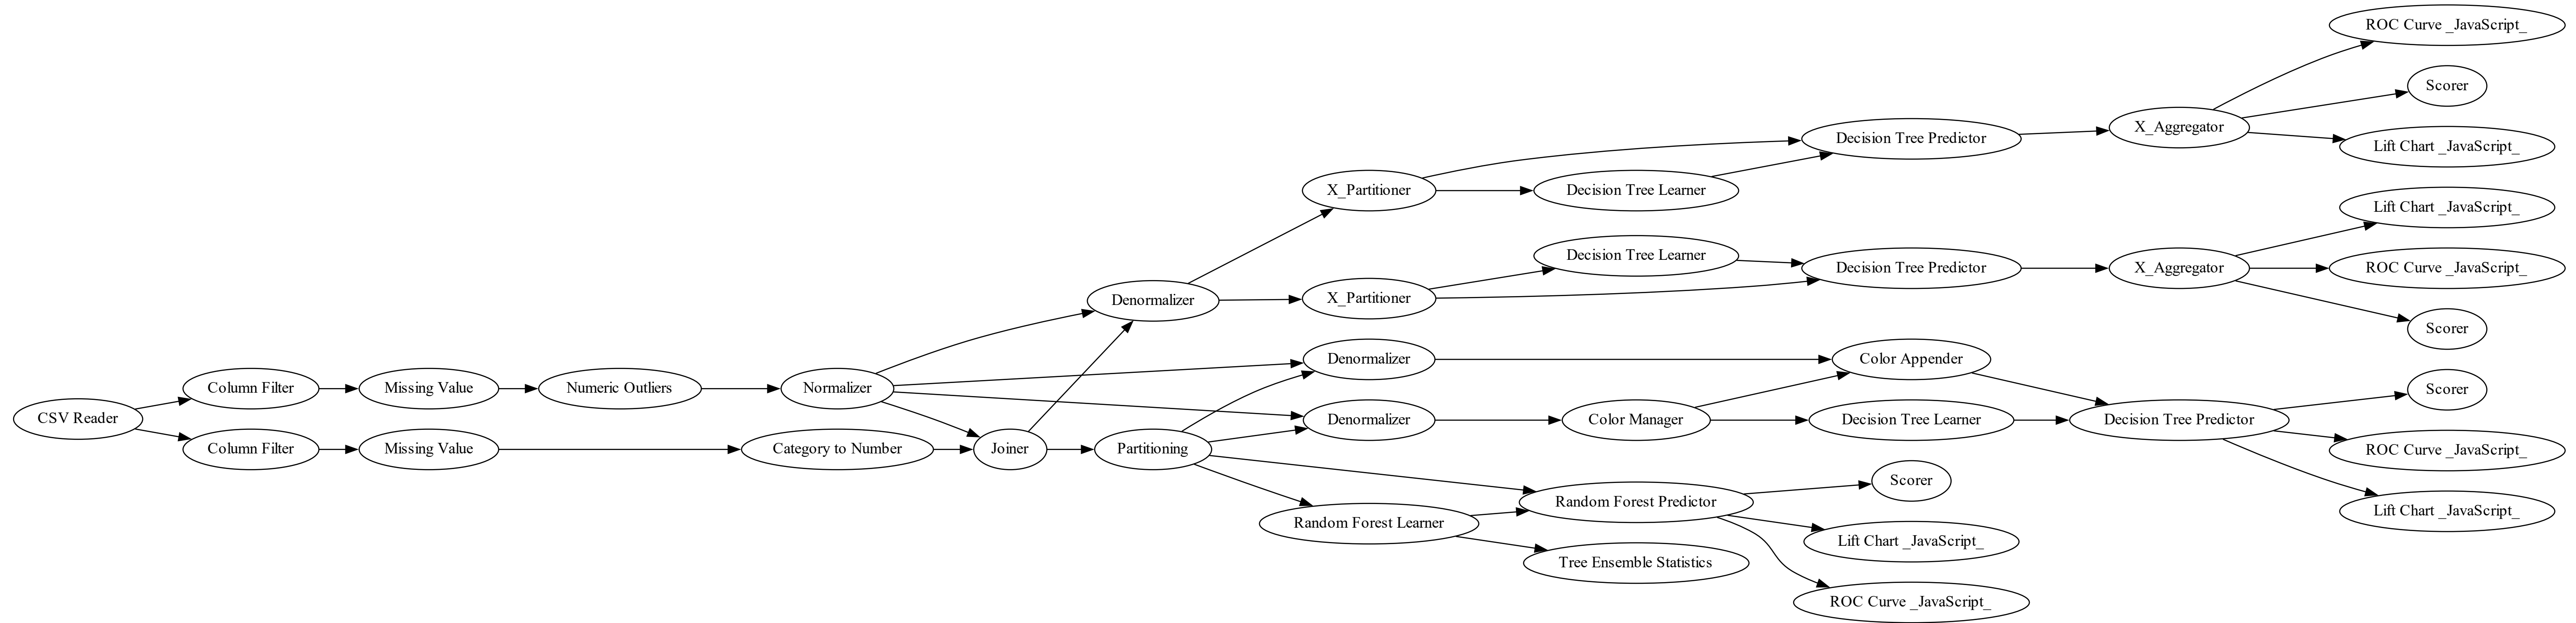 CSV Reader
Column Filter
Missing Value
Numeric Outliers
Normalizer
Column Filter
Missing Value
Category to Number
Joiner
Denormalizer
Partitioning
X_Partitioner
Decision Tree Learner
Decision Tree Predictor
X_Aggregator
ROC Curve _JavaScript_
Scorer
Lift Chart _JavaScript_
X_Partitioner
Decision Tree Learner
Decision Tree Predictor
X_Aggregator
Lift Chart _JavaScript_
ROC Curve _JavaScript_
Scorer
Denormalizer
Color Appender
Denormalizer
Color Manager
Decision Tree Learner
Decision Tree Predictor
Scorer
ROC Curve _JavaScript_
Lift Chart _JavaScript_
Random Forest Learner
Random Forest Predictor
Tree Ensemble Statistics
Scorer
Lift Chart _JavaScript_
ROC Curve _JavaScript_